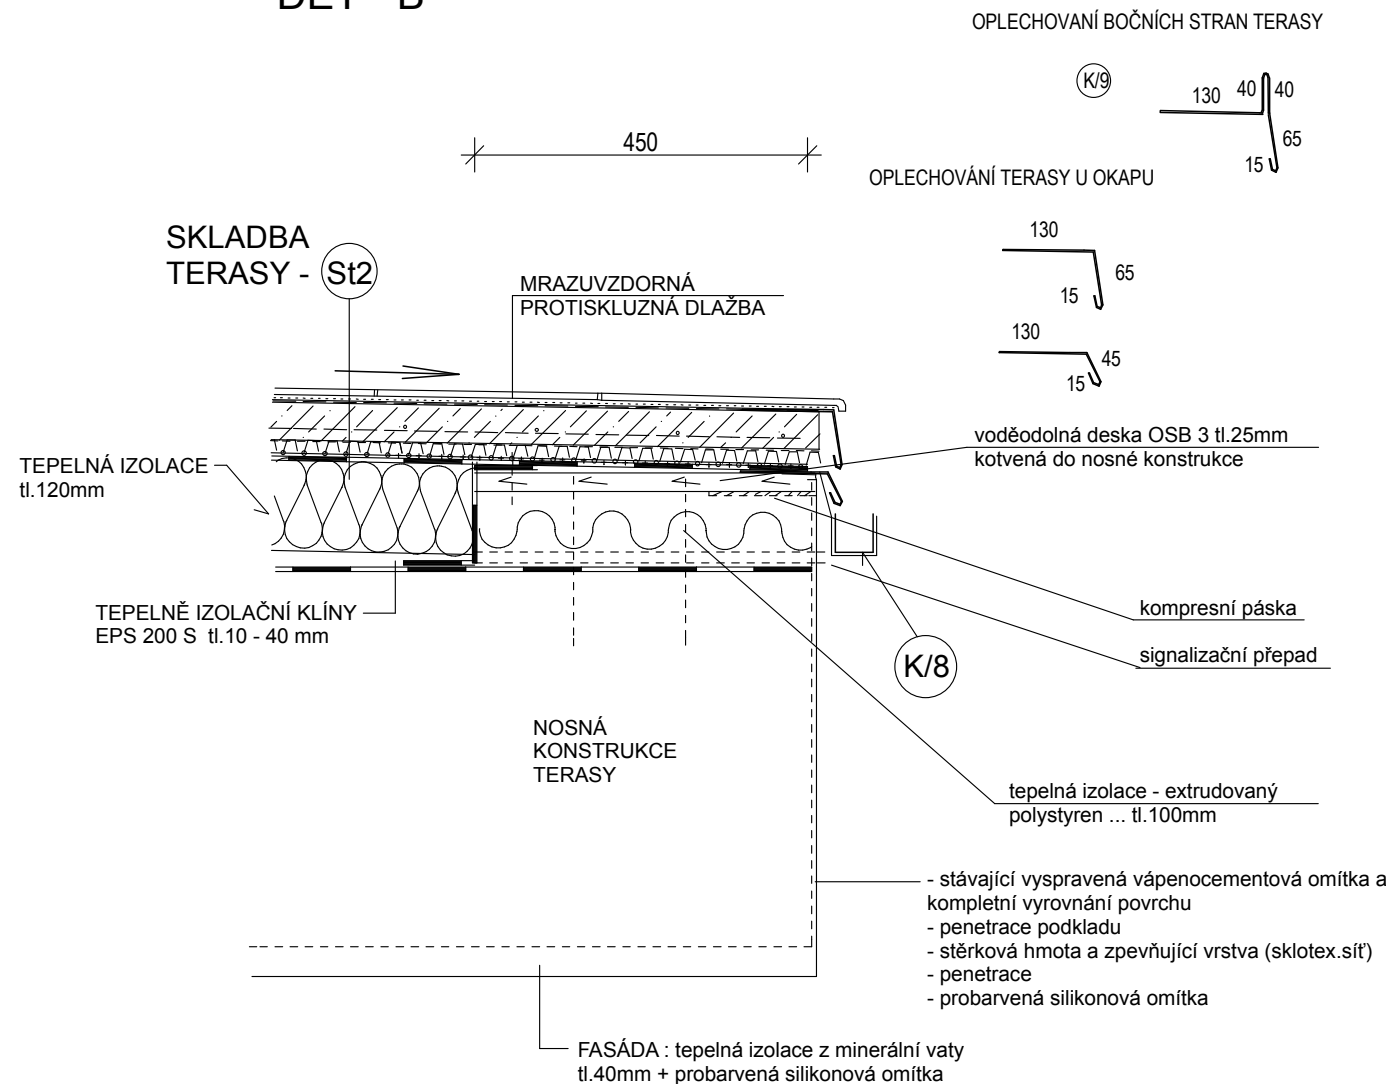 DET B
OPLECHOVANÍ BOČNÍCH STRAN TERASY
K/9
130
40
40
65
15
450
OPLECHOVÁNÍ TERASY U OKAPU
130
65
15
130
45
15
SKLADBA
TERASY - St2
MRAZUVZDORNÁ
PROTISKLUZNÁ DLAŽBA
voděodolná deska OSB 3 tl.25mm
kotvená do nosné konstrukce
TEPELNÁ IZOLACE
tl.120mm
TEPELNĚ IZOLAČNÍ KLÍNY
EPS 200 S tl.10 - 40 mm
kompresní páska
signalizační přepad
K/8
NOSNÁ
KONSTRUKCE
TERASY
tepelná izolace - extrudovaný
polystyren ... tl.100mm
- stávající vyspravená vápenocementová omítka a
kompletní vyrovnání povrchu
- penetrace podkladu
- stěrková hmota a zpevňující vrstva (sklotex.síť)
- penetrace
- probarvená silikonová omítka
FASÁDA : tepelná izolace z minerální vaty
tl.40mm + probarvená silikonová omítka